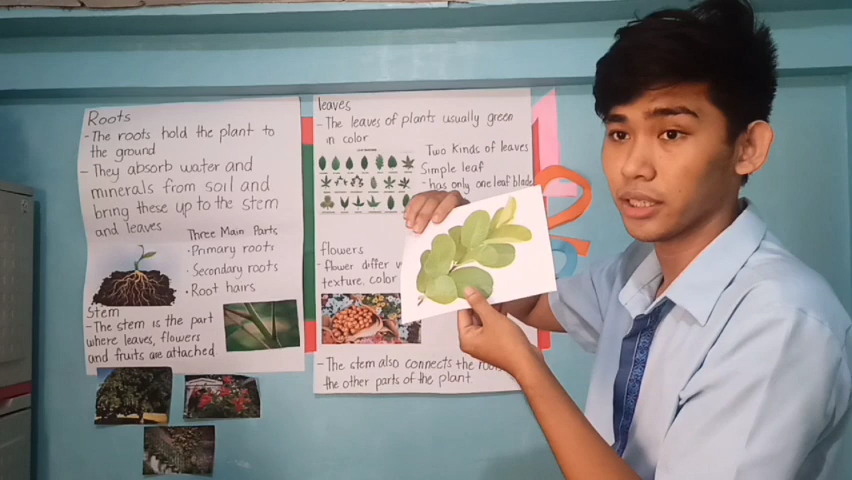 Roots
- The roots hold the plant to
the ground
- They absorb water and
minerals from soil and
bring these up to the stem
and leaves
Three Main Parts
• Primary roots
• Secondary roots
• Root hairs
Stem
- The stem is the part
where leaves, flowers
and fruits are attached.
leaves
- The leaves of plants usually green
in color
Two Kinds of leaves
Simple leaf
- has only one leaf blade
flowers
- flower differ
texture, color
- The stem also connects the
the other parts of the plant